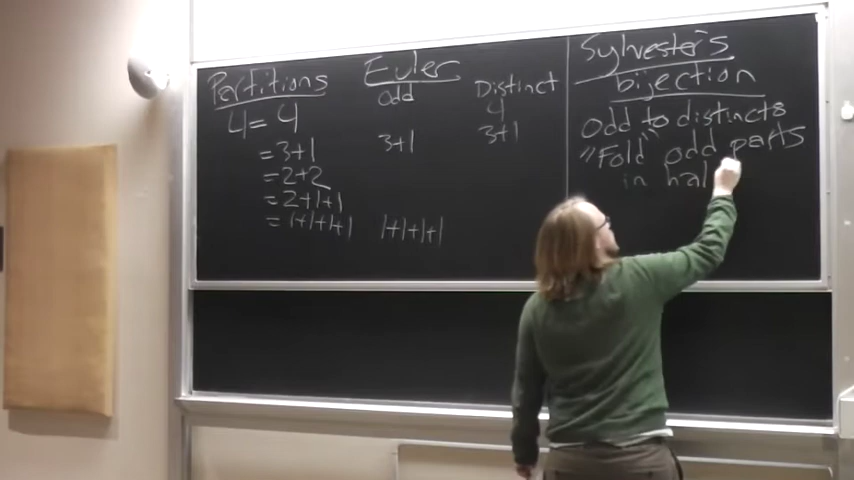 Partitions
4 = 4
= 3+1
= 2+2
= 2+1+1
= 1+1+1+1
Euler
odd
3+1
1+1+1+1
Distinct
4
3+1
Sylvester's
bijection
Odd to distincts
"Fold" odd parts
in hal